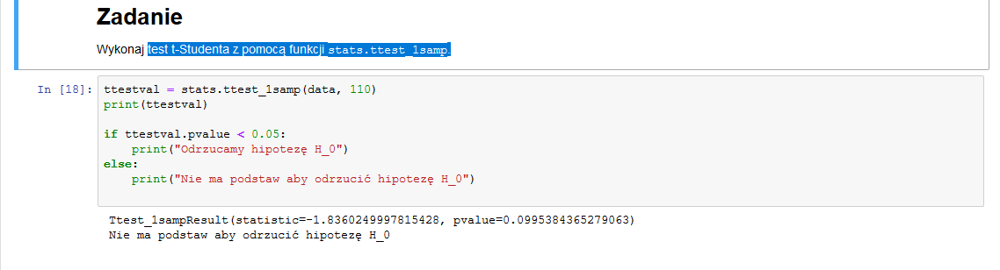 Zadanie
Wykonaj test t-Studenta z pomocą funkcji stats.ttest_1samp.
In [18]: ttestval = stats.ttest_1samp(data, 110)
print(ttestval)
if ttestval.pvalue < 0.05:
print("Odrzucamy hipotezę H_0")
else:
print("Nie ma podstaw aby odrzucić hipotezę H_0")
Ttest_1sampResult(statistic=-1.8360249997815428, pvalue=0.0995384365279063)
Nie ma podstaw aby odrzucić hipotezę H_0